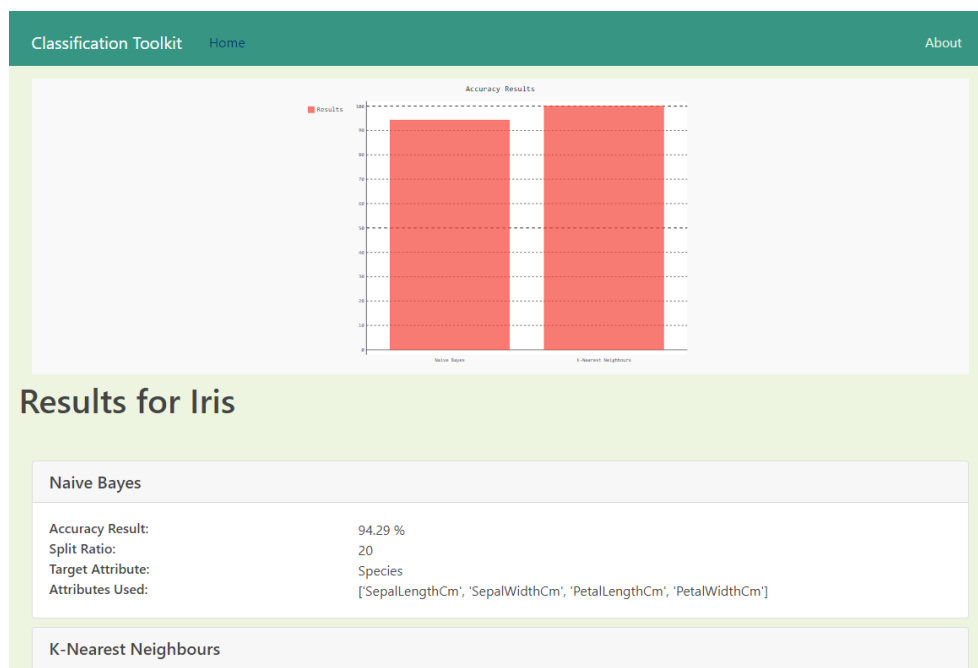 Classification Toolkit Home About
Accuracy Results
Results
100
90
80
70
60
50
40
30
20
10
0
Naive Bayes K-Nearest Neighbours
Results for Iris
Naive Bayes
Accuracy Result: 94.29 %
Split Ratio: 20
Target Attribute: Species
Attributes Used: ['SepalLengthCm', 'SepalWidthCm', 'PetalLengthCm', 'PetalWidthCm']
K-Nearest Neighbours